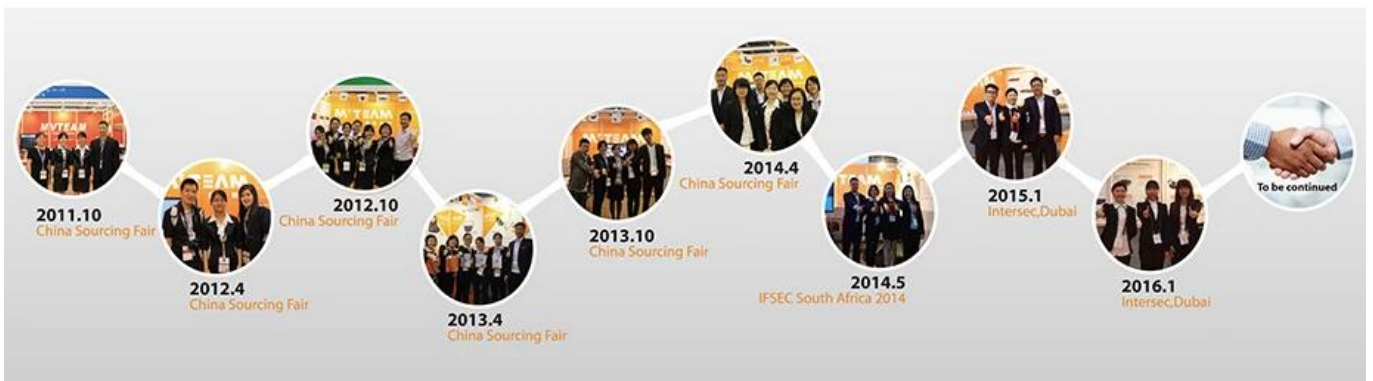 MVTEAM
2011.10
China Sourcing Fair
2012.4
China Sourcing Fair
MVTEAM
2012.10
China Sourcing Fair
2013.4
China Sourcing Fair
2013.10
China Sourcing Fair
2014.4
China Sourcing Fair
2014.5
IFSEC South Africa 2014
2015.1
Intersec,Dubai
2016.1
Intersec,Dubai
To be continued